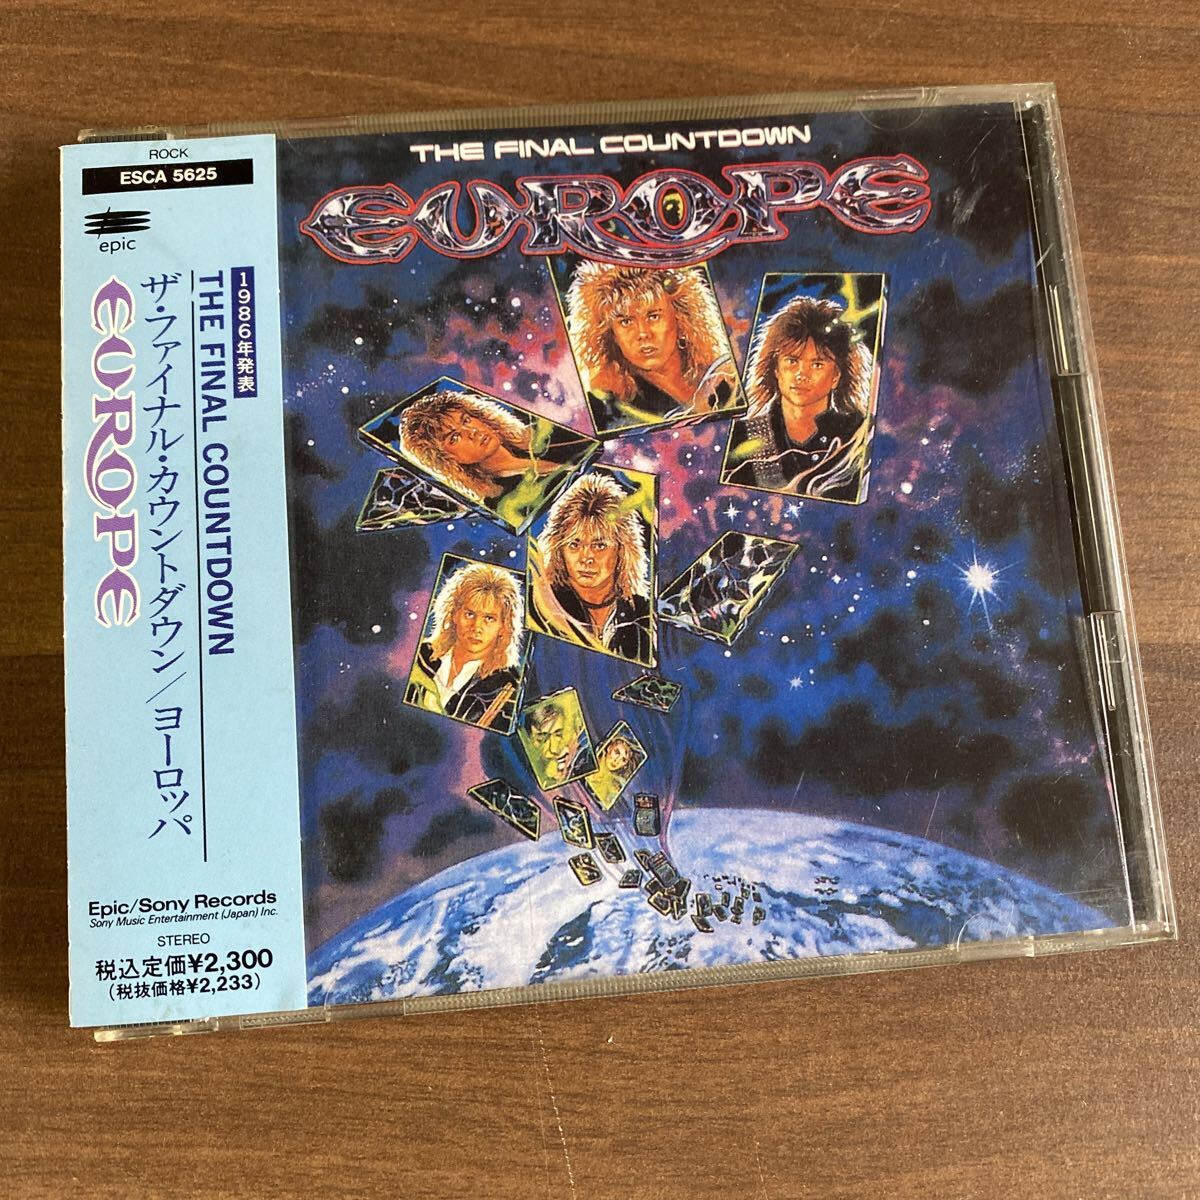 ROCK
ESCA 5625
epic
1986年発表
THE FINAL COUNTDOWN
ザ・ファイナル・カウントダウン/ヨーロッパ
EUROPE
Epic/Sony Records
Sony Music Entertainment (Japan) Inc.
STEREO
税込定価¥2,300
(税抜価格¥2,233)
THE FINAL COUNTDOWN
EUROPE